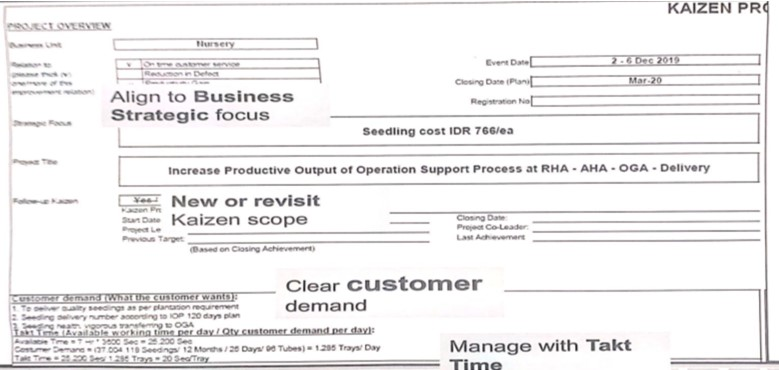 KAIZEN PRO
PROJECT OVERVIEW
Business Unit
Nursery
Relation to
(please thick (v)
one/more of this
improvement relation)
v On time customer service
Reduction in Defect
Event Date
2 - 6 Dec 2019
Closing Date (Plan)
Mar-20
Registration No
Align to Business
Strategic focus
Strategic Focus
Seedling cost IDR 766/ea
Project Title
Increase Productive Output of Operation Support Process at RHA - AHA - OGA - Delivery
Follow-up Kaizen
Yes /
New or revisit
Kaizen scope
Kaizen Pr
Start Date
Project Le
Previous Target:
(Based on Closing Achievement)
Closing Date:
Project Co-Leader:
Last Achievement
Clear customer
demand
Customer demand (What the customer wants):
1. To deliver quality seedlings as per plantation requirement
2. Seedling delivery number according to IOP 120 days plan
3. Seedling health, vigorous transferring to OGA
Takt Time (Available working time per day / Qty customer demand per day):
Available Time = 7 Hr * 3600 Sec = 25,200 Sec
Costumer Demand = (37.004.118 Seedlings/ 12 Months / 25 Days/ 96 Tubes) = 1.285 Trays/ Day
Takt Time = 25,200 Sec/ 1.285 Trays = 20 Sec/Tray
Manage with Takt
Time